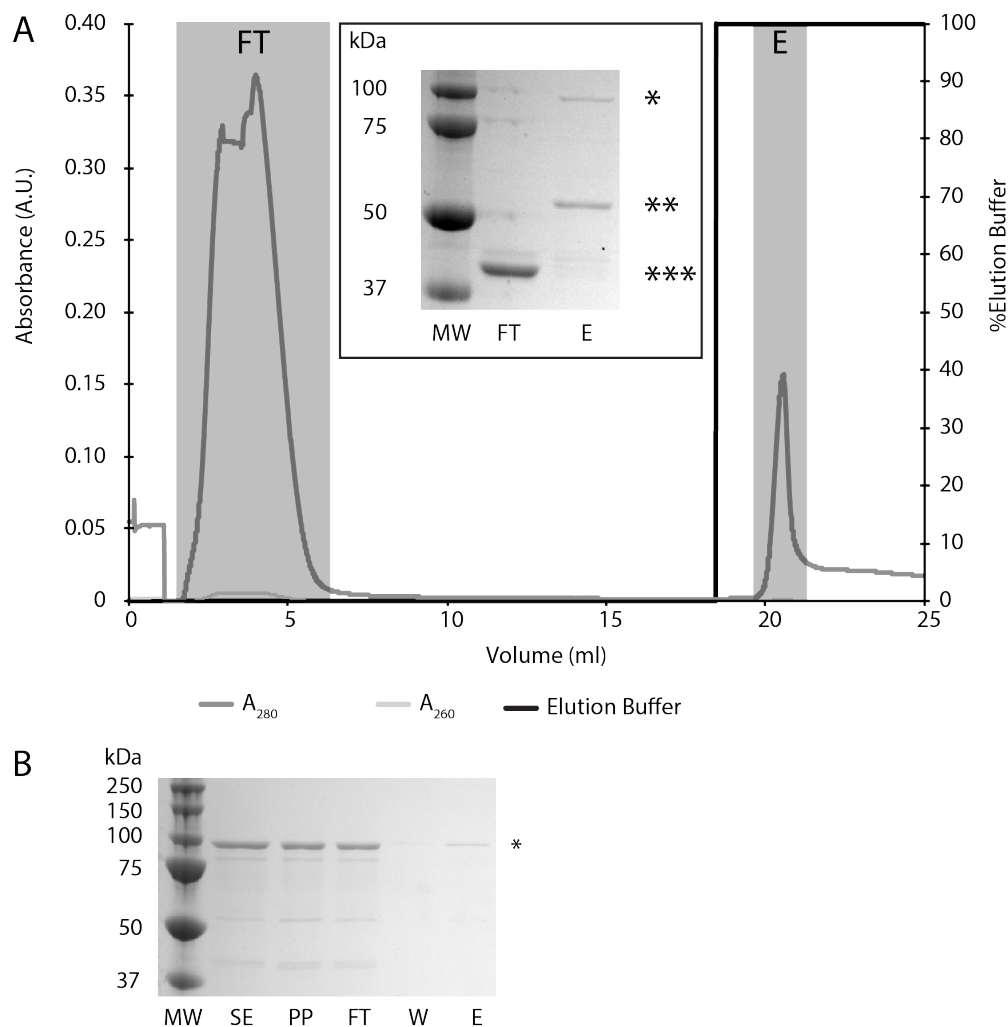 A
FT
E
0.40
0.35
0.30
0.25
0.20
0.15
0.10
0.05
0
Absorbance (A.U.)
100
90
80
70
60
50
40
30
20
10
0
%Elution Buffer
kDa
100
75
50
37
*
**
***
MW FT E
0 5 10 15 20 25
Volume (ml)
A280 A260 Elution Buffer
B
kDa
250
150
100
75
50
37
*
MW SE PP FT W E